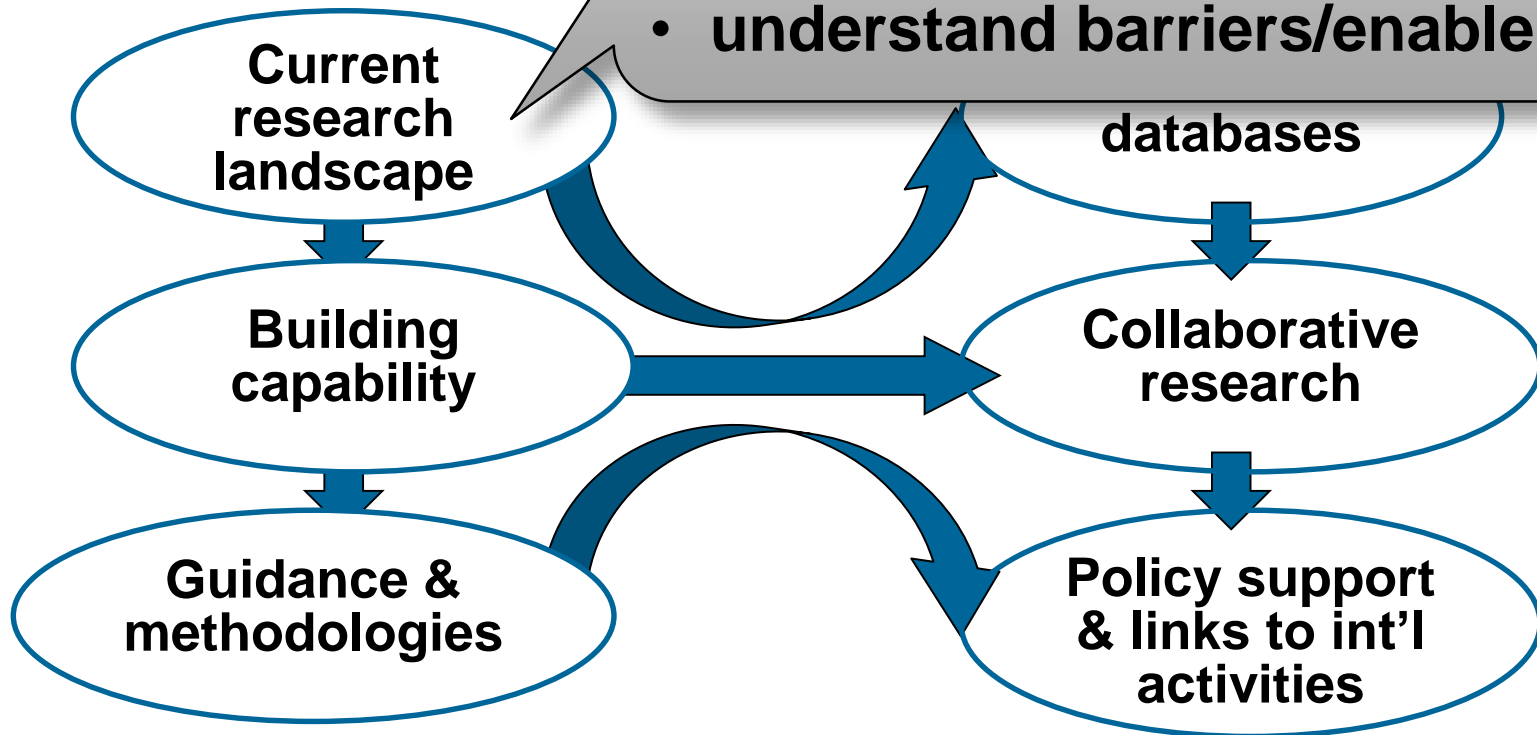 • understand barriers/enable
Current
research
landscape
databases
Building
capability
Collaborative
research
Guidance &
methodologies
Policy support
& links to int'l
activities